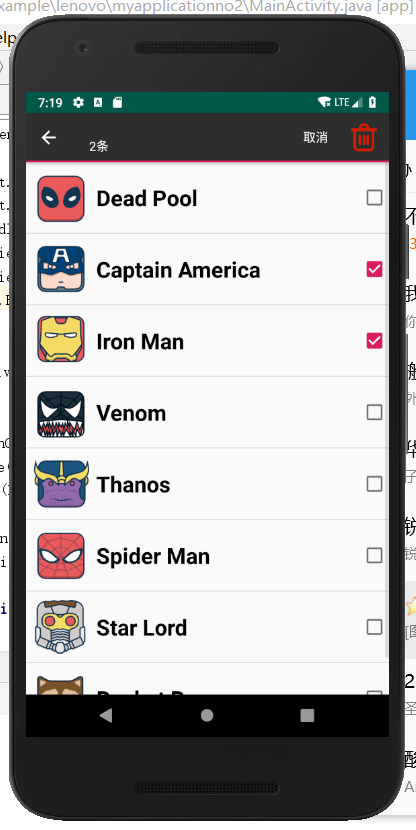 xample\lenovo\myapplicationno2\MainActivity.java [app]
elp
7:19 A LTE
2条 取消
Dead Pool
Captain America
Iron Man
Venom
Thanos
Spider Man
Star Lord